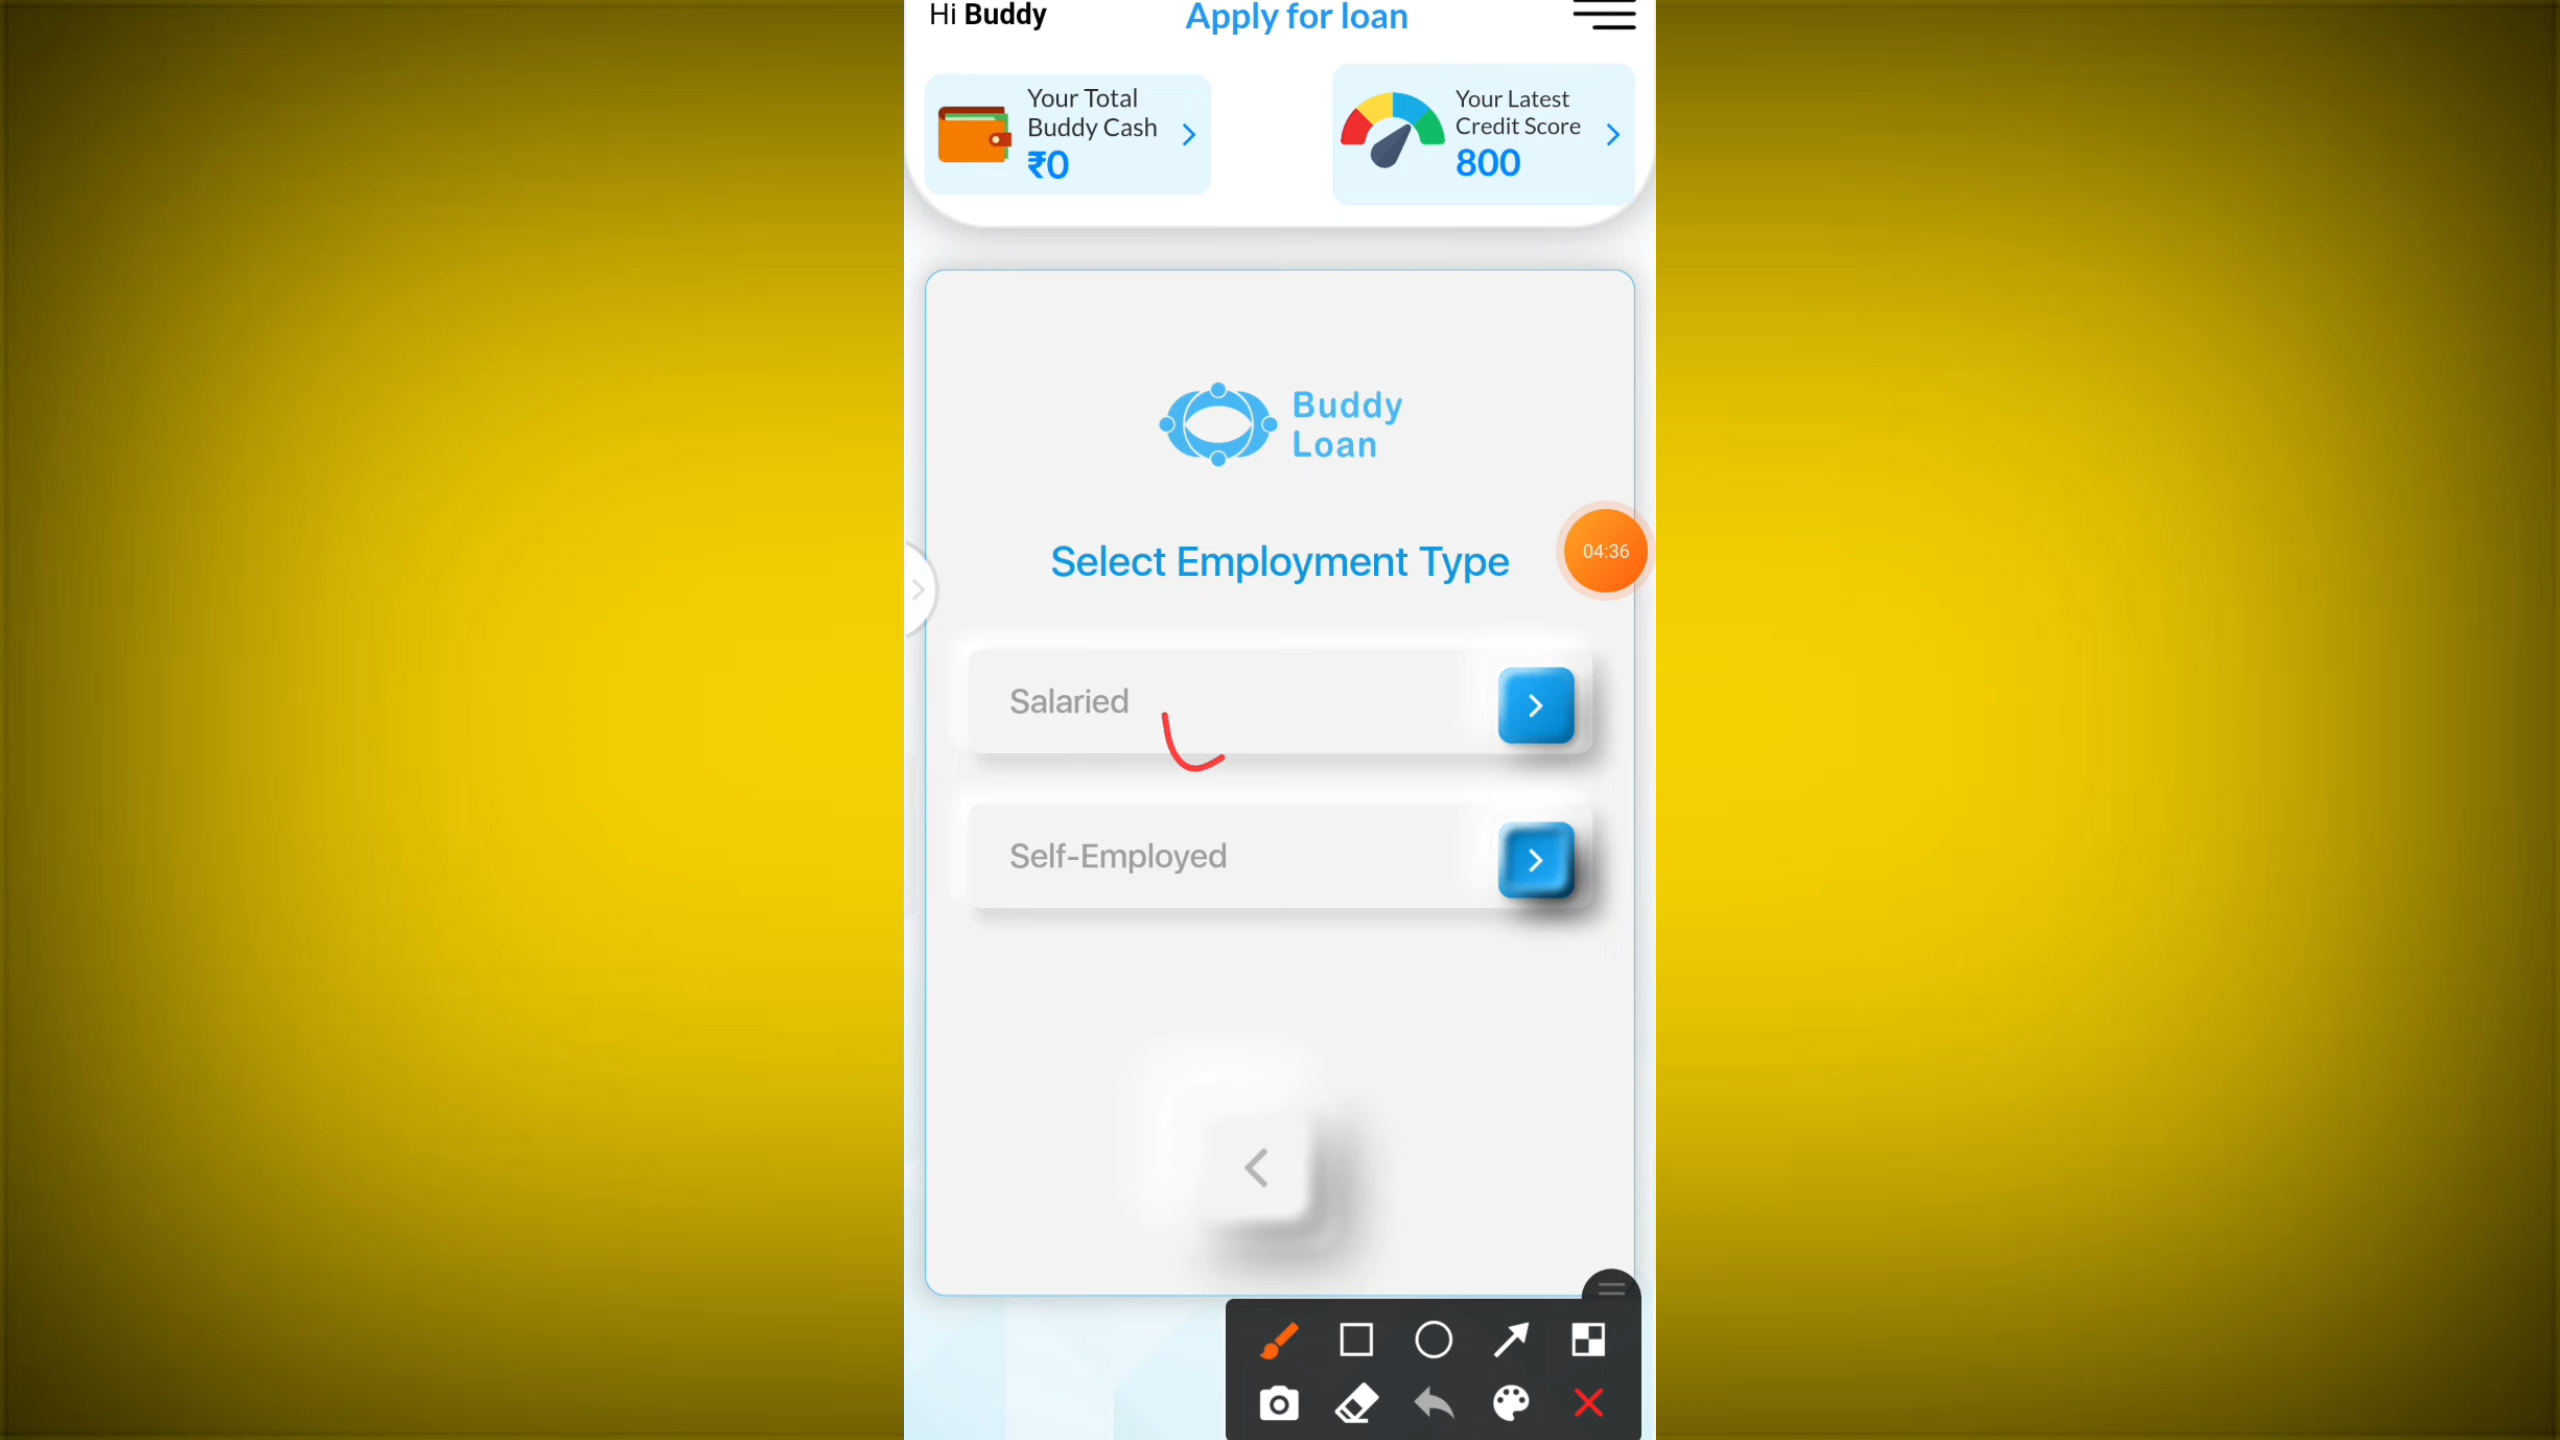 Hi Buddy
Apply for loan
Your Total
Buddy Cash
₹0
Your Latest
Credit Score
800
Buddy
Loan
Select Employment Type
04:36
Salaried
Self-Employed